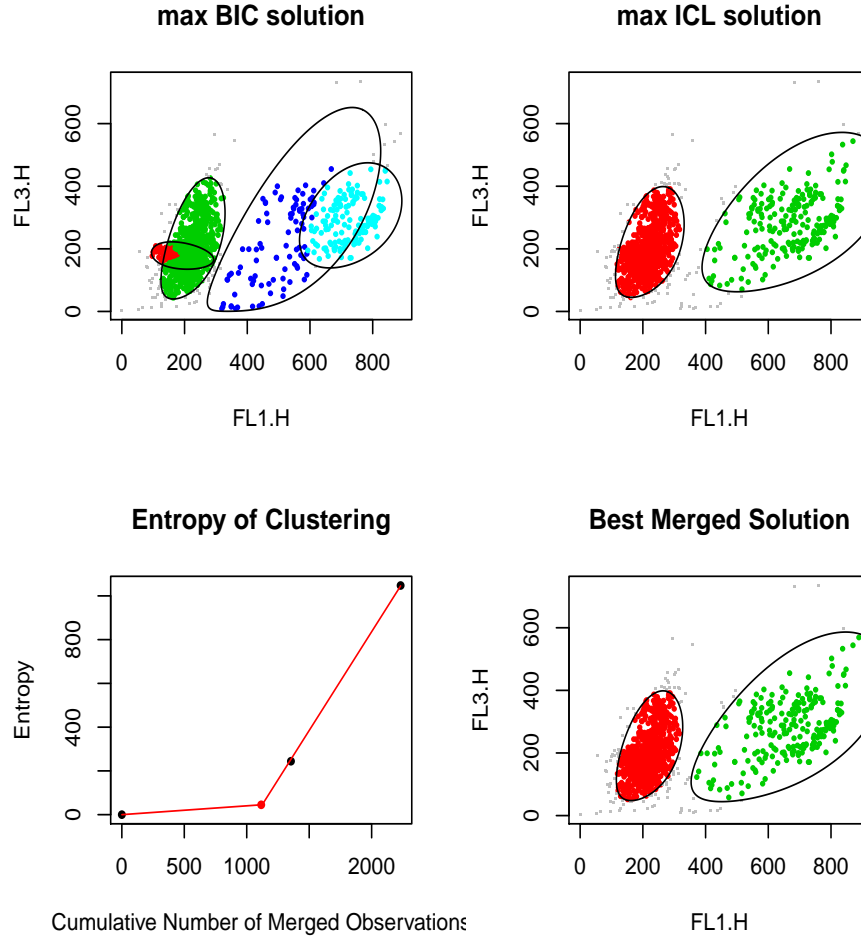 max BIC solution
FL3.H
600
400
200
0
0 200 400 600 800
FL1.H
max ICL solution
FL3.H
600
400
200
0
0 200 400 600 800
FL1.H
Entropy of Clustering
Entropy
800
400
0
0 500 1000 2000
Cumulative Number of Merged Observations
Best Merged Solution
FL3.H
600
400
200
0
0 200 400 600 800
FL1.H